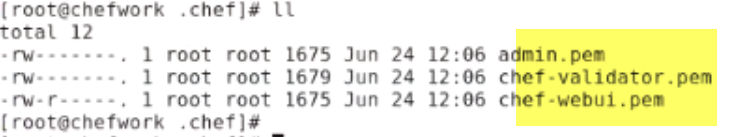 [root@chefwork .chef]# ll
total 12
-rw-------. 1 root root 1675 Jun 24 12:06 admin.pem
-rw-------. 1 root root 1679 Jun 24 12:06 chef-validator.pem
-rw-r-----. 1 root root 1675 Jun 24 12:06 chef-webui.pem
[root@chefwork .chef]#